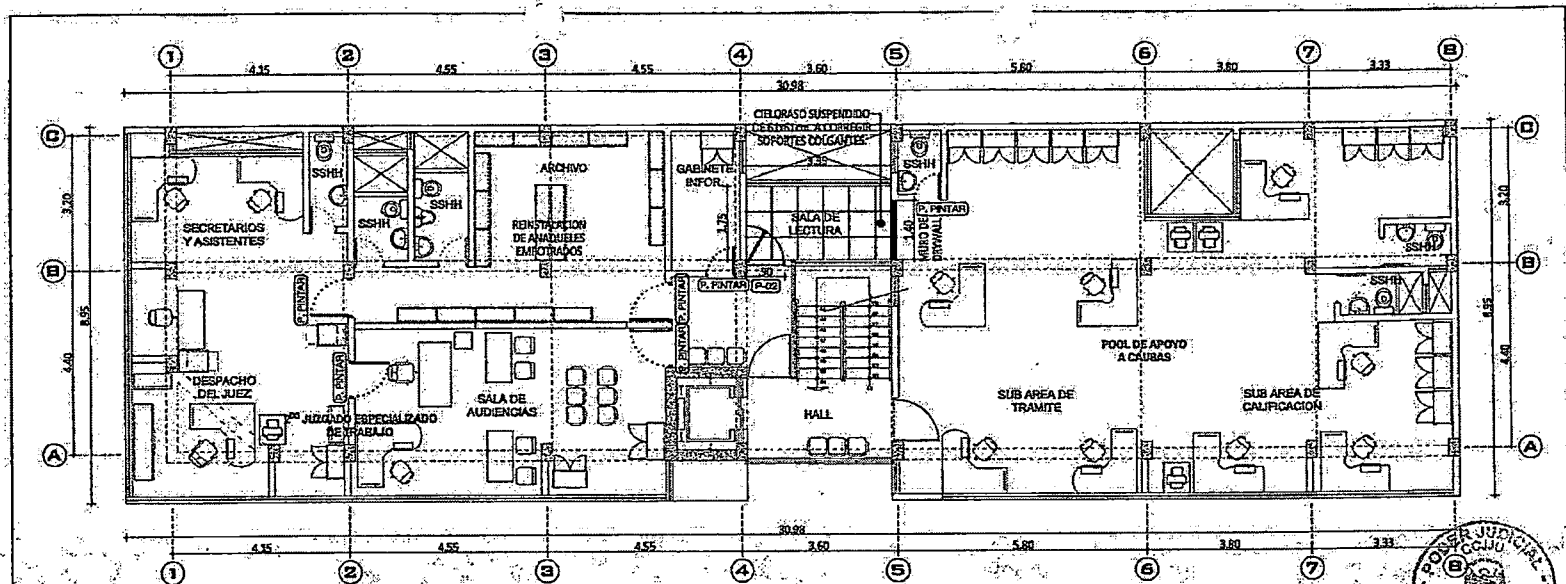 1 2 3 4 5 6 7 8
4.35 4.55 4.55 3.60 5.80 3.80 3.33
30.98
C
C
CIELORASO SUSPENDIDO
SOPORTES COLGANTES
3.35
3.20
8.95
4.40
3.20
8.95
4.40
SSHH
SSHH
SSHH
ARCHIVO
GABINETE
INFOR.
SECRETARIOS
Y ASISTENTES
REINSTALACION
DE ANAQUELES
EMPOTRADOS
1.75
SALA DE
LECTURA
SSHH
P. PINTAR
1.40
MURO DE
DRYWALL
SSHH
B
B
.90
P. PINTAR
P-02
P. PINTAR
P. PINTAR
P. PINTAR
P. PINTAR
SSHH
POOL DE APOYO
A CAUSAS
DESPACHO
DEL JUEZ
JUZGADO ESPECIALIZADO
DE TRABAJO
SALA DE
AUDIENCIAS
HALL
SUB AREA DE
TRAMITE
SUB AREA DE
CALIFICACION
A
A
30.98
4.35 4.55 4.55 3.60 5.80 3.80 3.33
1 2 3 4 5 6 7 8
PODER JUDICIAL
CCIJU